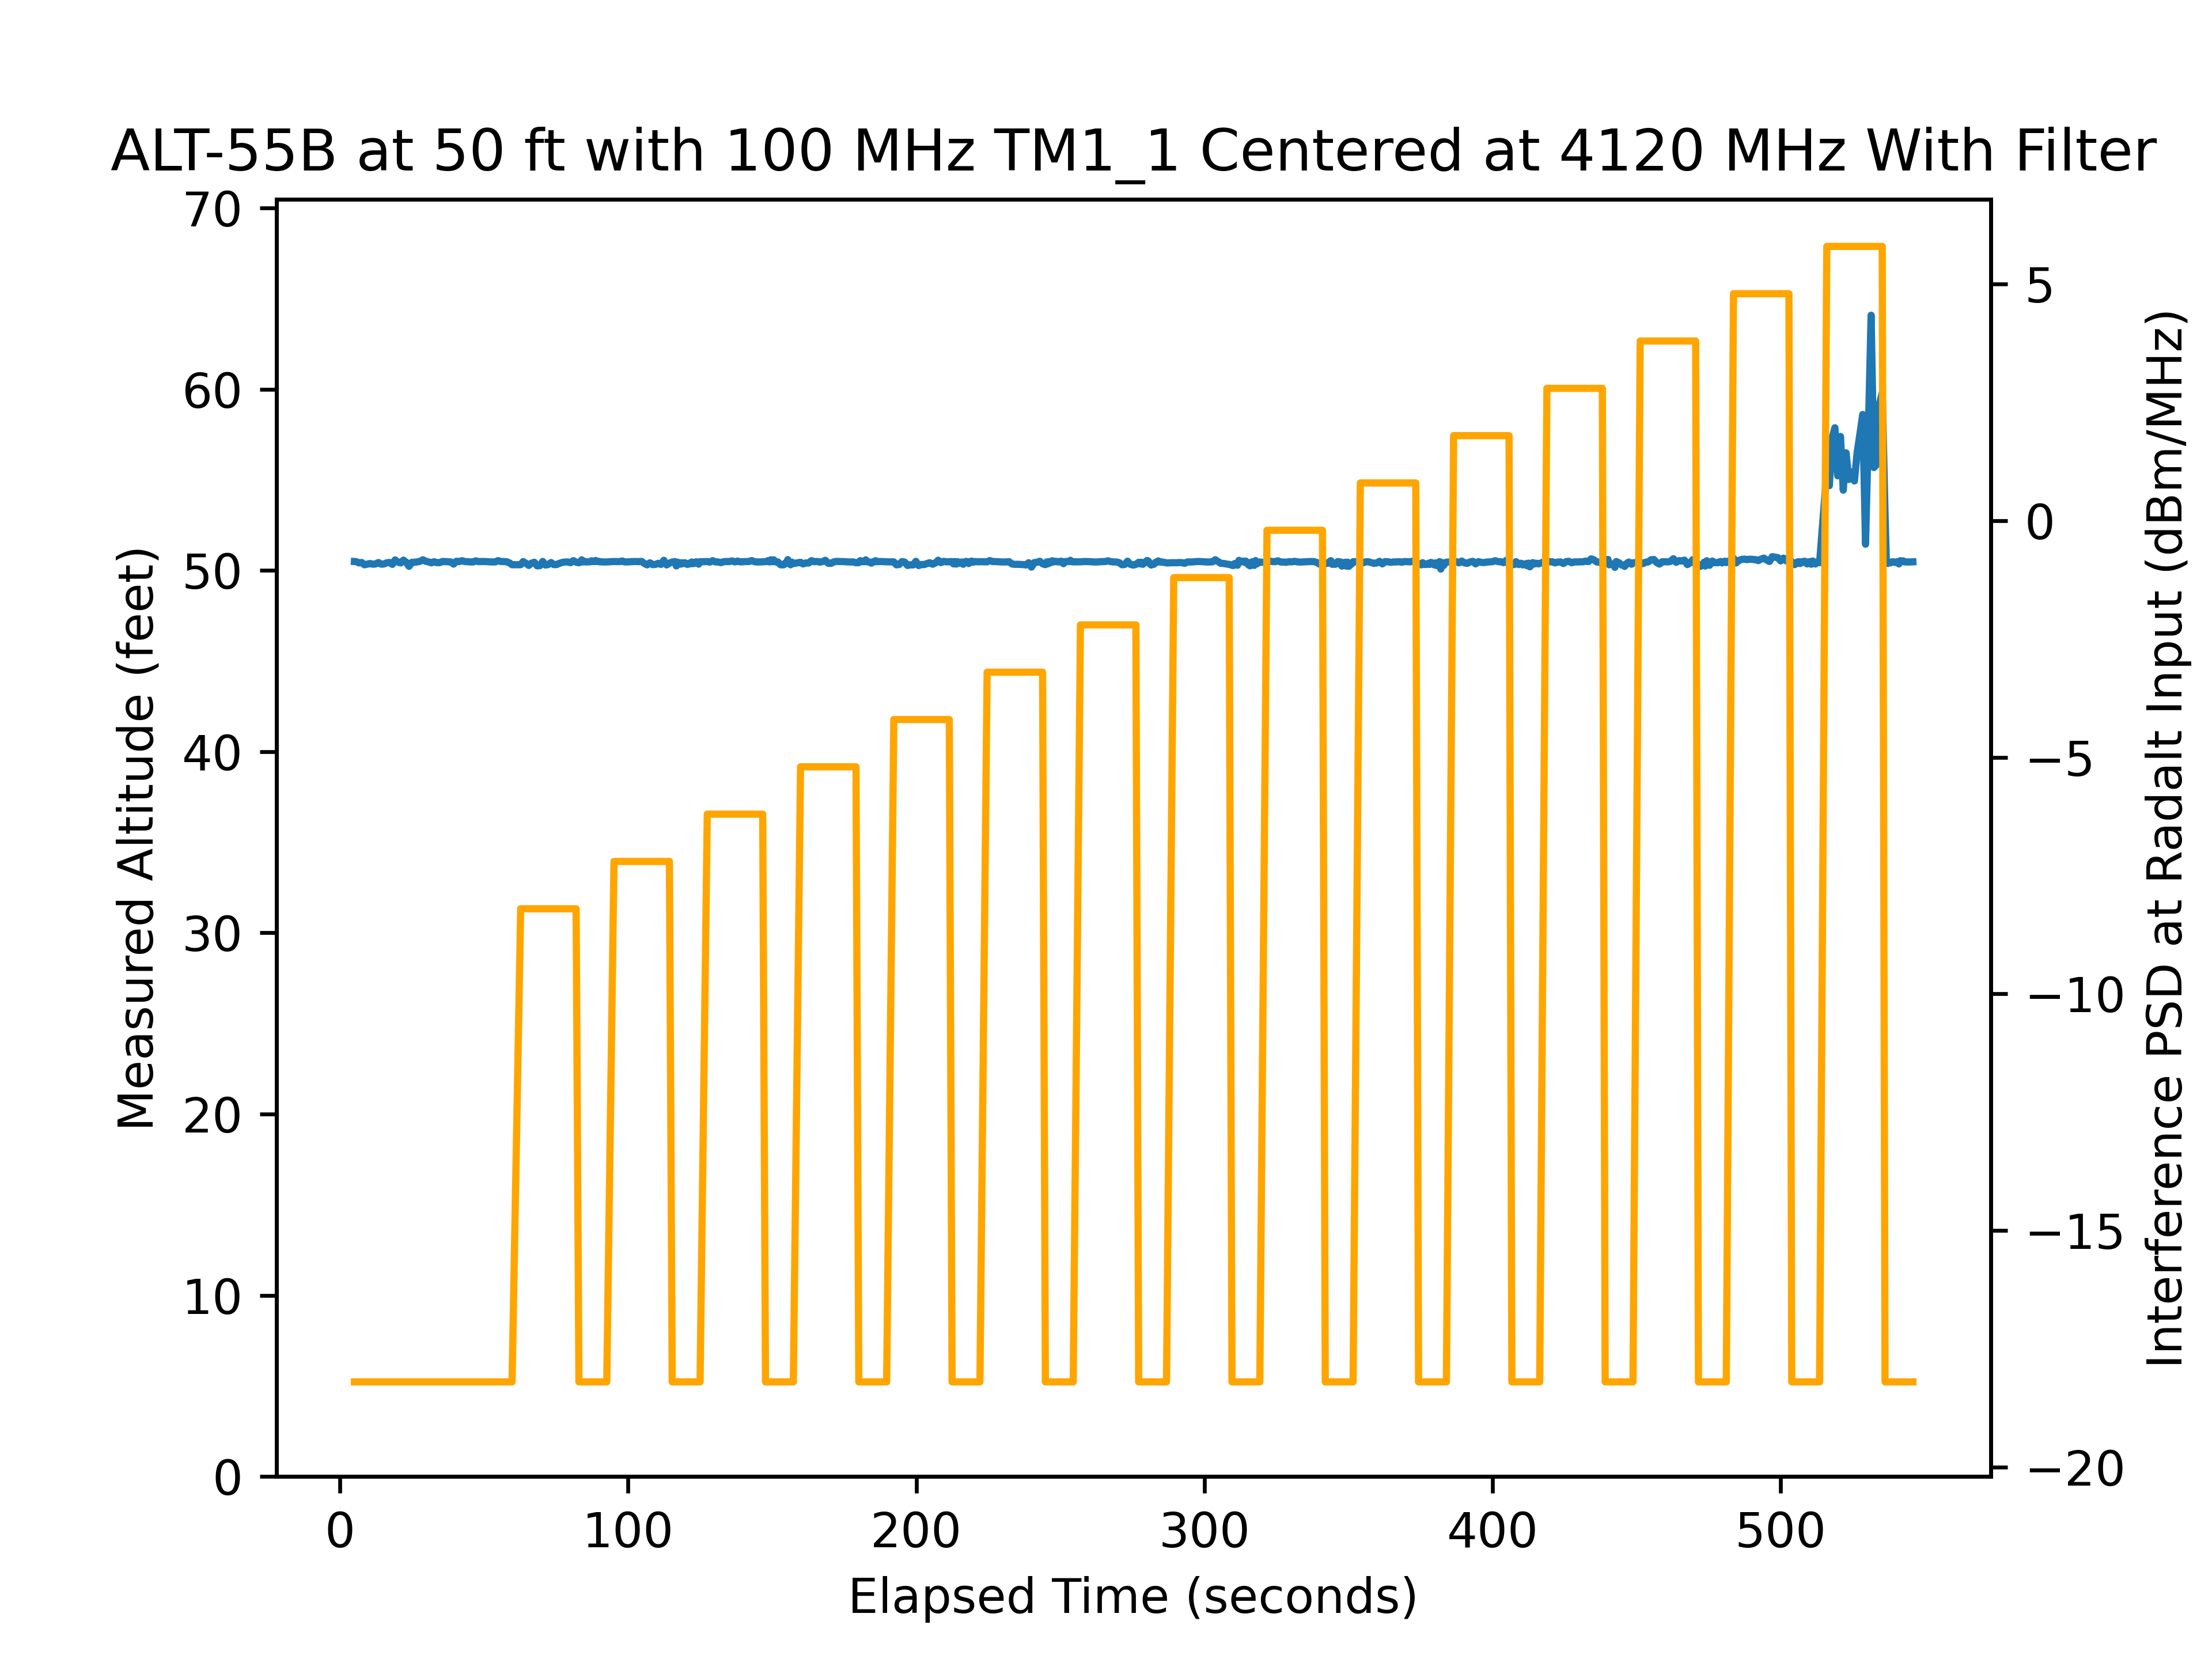 ALT-55B at 50 ft with 100 MHz TM1_1 Centered at 4120 MHz With Filter
70
60
50
40
30
20
10
0
Measured Altitude (feet)
5
0
−5
−10
−15
−20
Interference PSD at Radalt Input (dBm/MHz)
0 100 200 300 400 500
Elapsed Time (seconds)